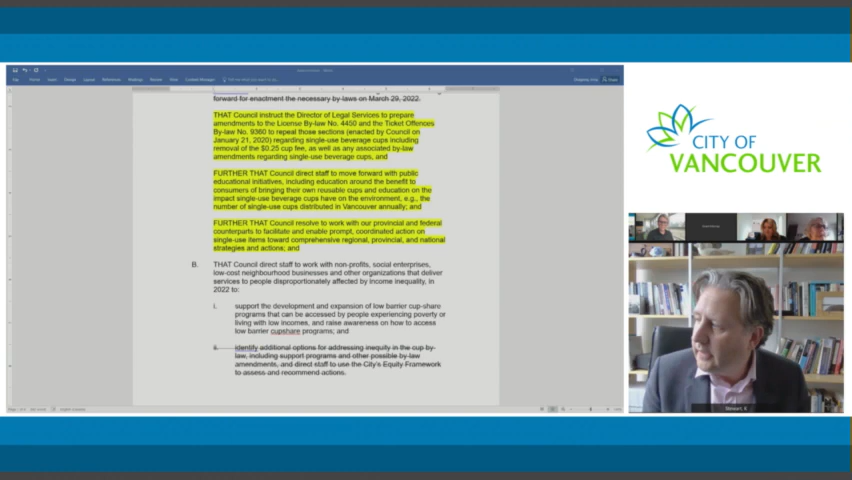 forward for enactment the necessary by-laws on March 29, 2022.
THAT Council instruct the Director of Legal Services to prepare
amendments to the License By-law No. 4450 and the Ticket Offences
By-law No. 9360 to repeal those sections (enacted by Council on
January 21, 2020) regarding single-use beverage cups including
removal of the $0.25 cup fee, as well as any associated by-law
amendments regarding single-use beverage cups, and
FURTHER THAT Council direct staff to move forward with public
educational initiatives, including education around the benefit to
consumers of bringing their own reusable cups and education on the
impact single-use beverage cups have on the environment, e.g., the
number of single-use cups distributed in Vancouver annually; and
FURTHER THAT Council resolve to work with our provincial and federal
counterparts to facilitate and enable prompt, coordinated action on
single-use items toward comprehensive regional, provincial, and national
strategies and actions; and
B. THAT Council direct staff to work with non-profits, social enterprises,
low-cost neighbourhood businesses and other organizations that deliver
services to people disproportionately affected by income inequality, in
2022 to:
i. support the development and expansion of low barrier cup-share
programs that can be accessed by people experiencing poverty or
living with low incomes, and raise awareness on how to access
low barrier cupshare programs; and
ii. identify additional options for addressing inequity in the cup by-
law, including support programs and other possible by-law
amendments, and direct staff to use the City's Equity Framework
to assess and recommend actions.
CITY OF
VANCOUVER
Stewart, K